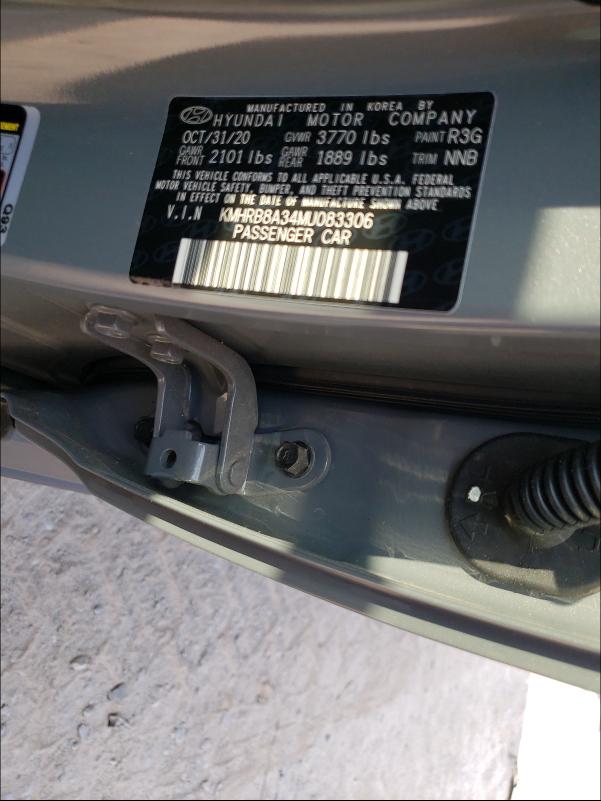 MANUFACTURED IN KOREA BY
HYUNDAI MOTOR COMPANY
OCT/31/20 GVWR 3770 lbs PAINT R3G
GAWR FRONT 2101 lbs GAWR REAR 1889 lbs TRIM NNB
THIS VEHICLE CONFORMS TO ALL APPLICABLE U.S.A. FEDERAL
MOTOR VEHICLE SAFETY, BUMPER, AND THEFT PREVENTION STANDARDS
IN EFFECT ON THE DATE OF MANUFACTURE SHOWN ABOVE.
V.I.N KMHRB8A34MU083306
PASSENGER CAR